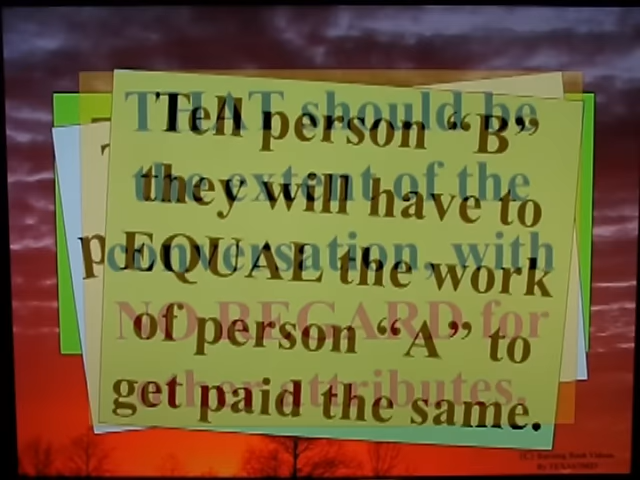 Tell person “B”
they will have to
EQUAL the work
of person “A” to
get paid the same.
THAT should be
the extent of the
conversation, with
NO REGARD for
other attributes.